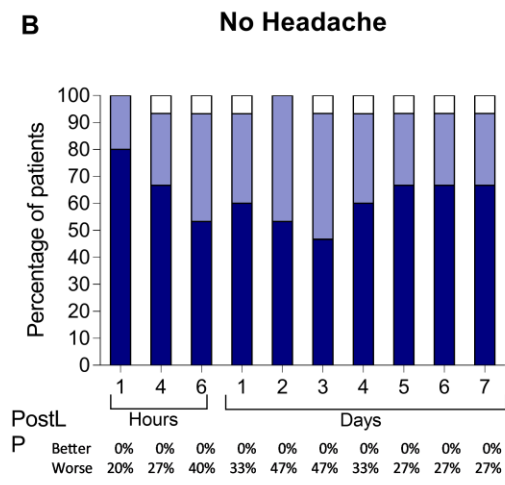 B
No Headache
Percentage of patients
100
90
80
70
60
50
40
30
20
10
0
1 4 6 1 2 3 4 5 6 7
PostL
P
Hours Days
Better 0% 0% 0% 0% 0% 0% 0% 0% 0% 0%
Worse 20% 27% 40% 33% 47% 47% 33% 27% 27% 27%